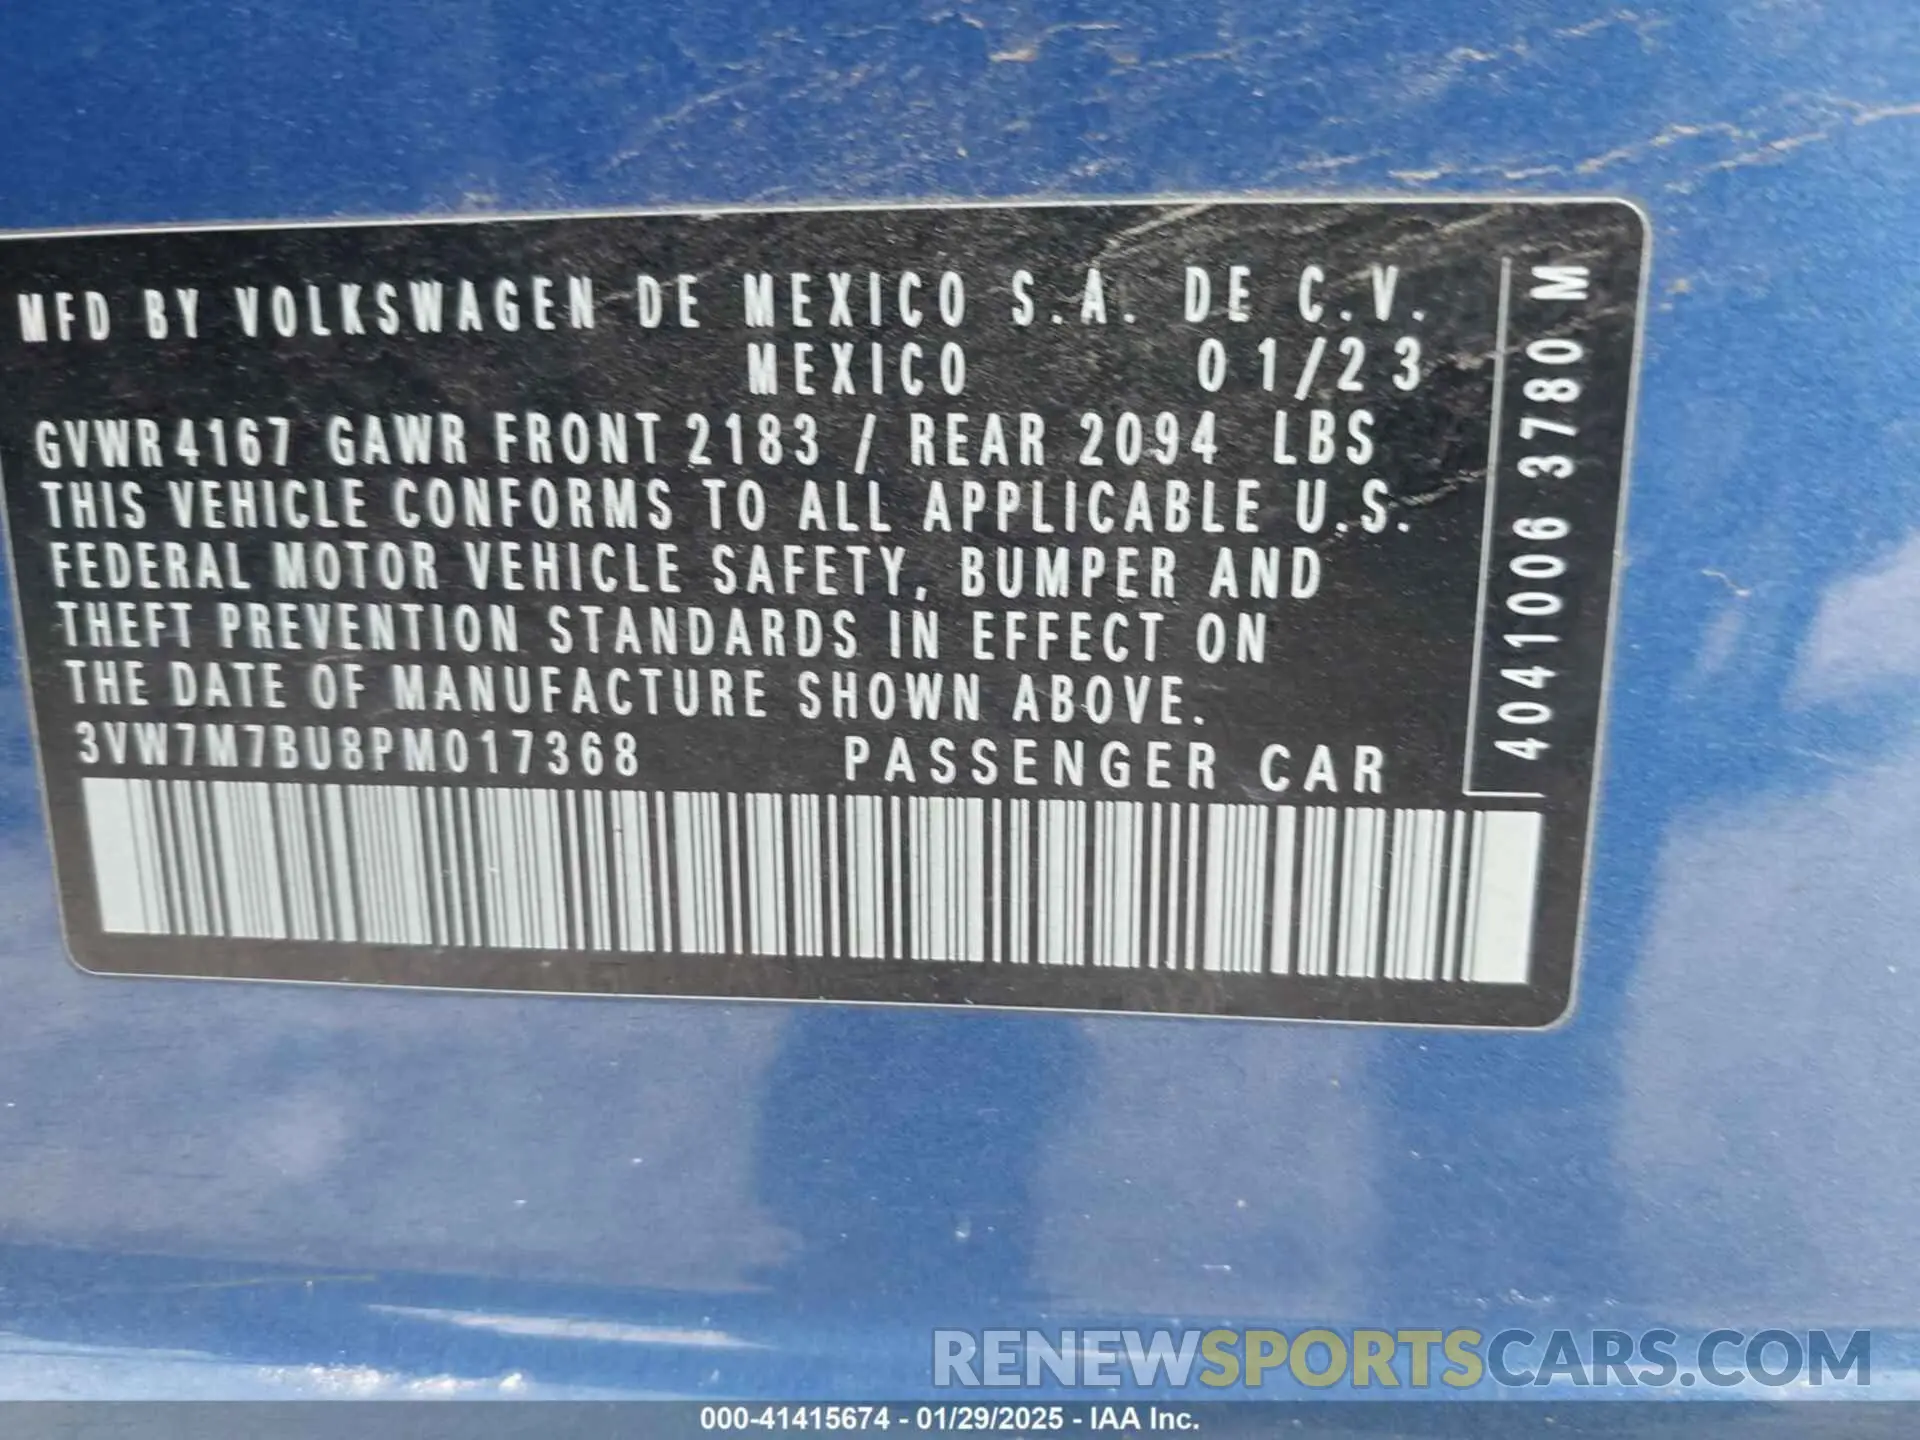 MFD BY VOLKSWAGEN DE MEXICO S.A. DE C.V.
MEXICO 01/23
GVWR 4167 GAWR FRONT 2183 / REAR 2094 LBS
THIS VEHICLE CONFORMS TO ALL APPLICABLE U.S.
FEDERAL MOTOR VEHICLE SAFETY, BUMPER AND
THEFT PREVENTION STANDARDS IN EFFECT ON
THE DATE OF MANUFACTURE SHOWN ABOVE.
3VW7M7BU8PM017368 PASSENGER CAR
4041006 3780 M
RENEWSPORTSCARS.COM
000-41415674 - 01/29/2025 - IAA Inc.